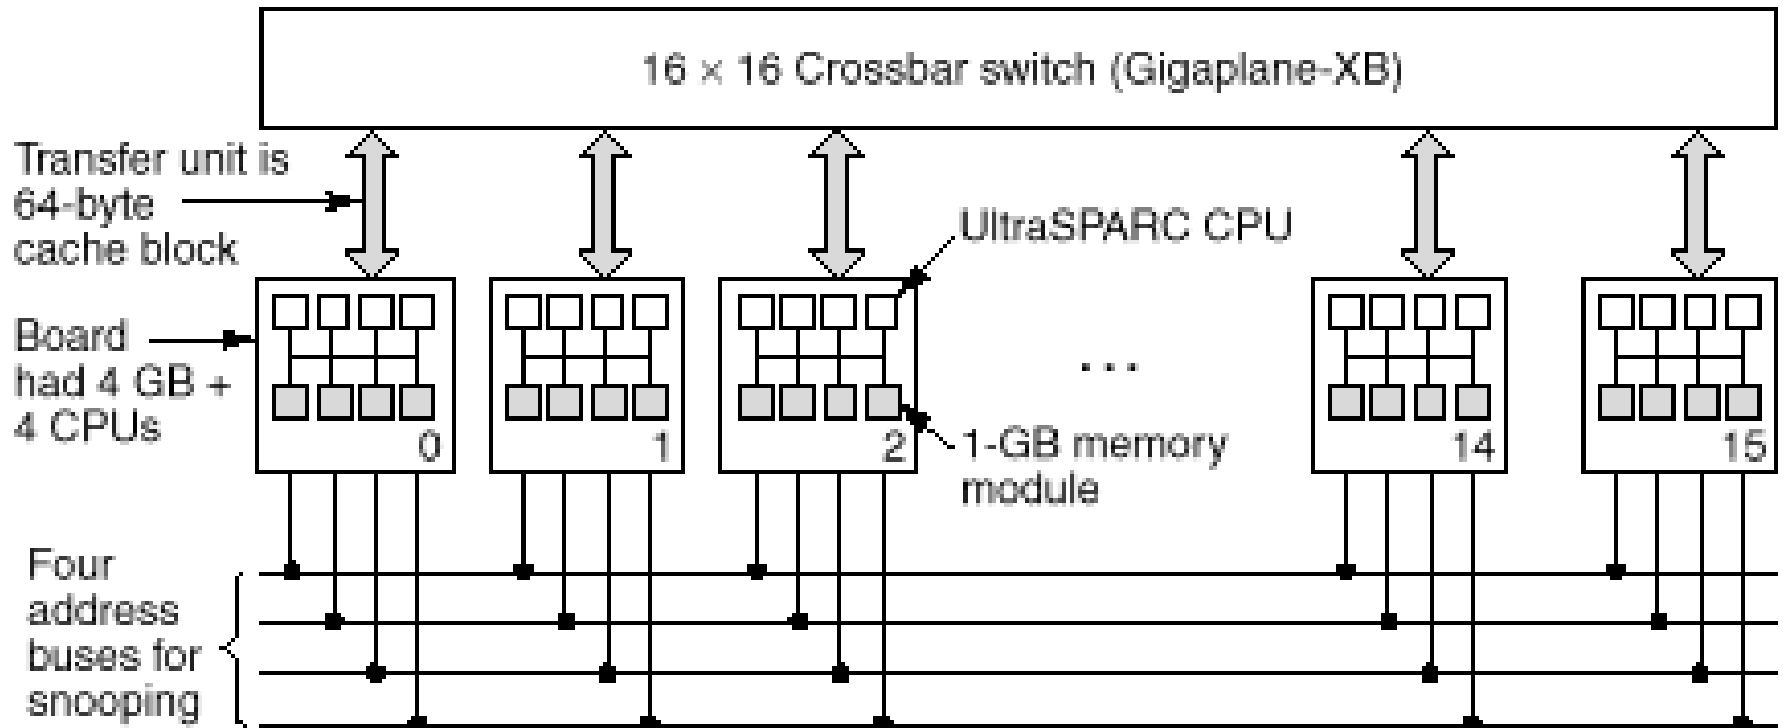 16 × 16 Crossbar switch (Gigaplane-XB)
Transfer unit is
64-byte
cache block
UltraSPARC CPU
Board
had 4 GB +
4 CPUs
...
0
1
2
14
15
1-GB memory
module
Four
address
buses for
snooping